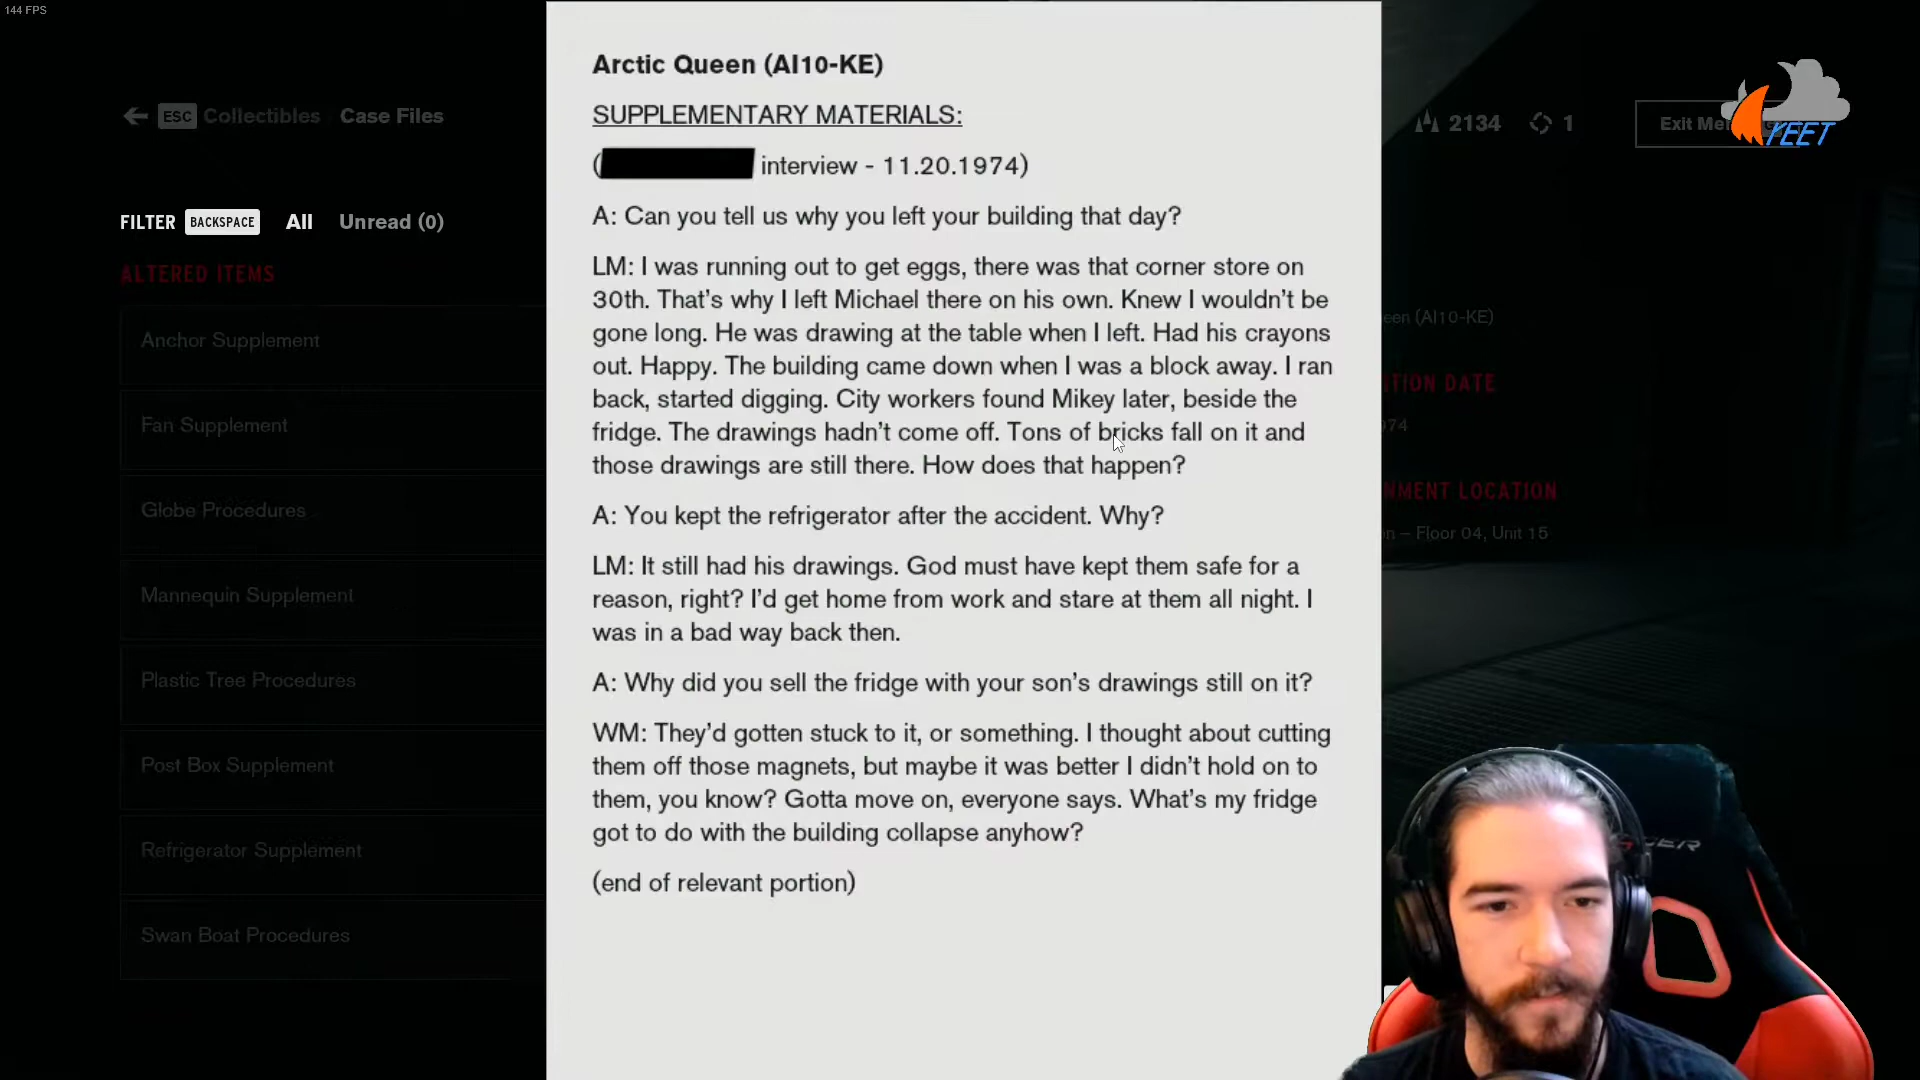 144 FPS
ESC Collectibles Case Files
2134
1
YEET
FILTER BACKSPACE All Unread (0)
ALTERED ITEMS
Anchor Supplement
Fan Supplement
Globe Procedures
Mannequin Supplement
Plastic Tree Procedures
Post Box Supplement
Refrigerator Supplement
Swan Boat Procedures
Arctic Queen (AI10-KE)
SUPPLEMENTARY MATERIALS:
( interview - 11.20.1974)
A: Can you tell us why you left your building that day?
LM: I was running out to get eggs, there was that corner store on
30th. That's why I left Michael there on his own. Knew I wouldn't be
gone long. He was drawing at the table when I left. Had his crayons
out. Happy. The building came down when I was a block away. I ran
back, started digging. City workers found Mikey later, beside the
fridge. The drawings hadn't come off. Tons of bricks fall on it and
those drawings are still there. How does that happen?
A: You kept the refrigerator after the accident. Why?
LM: It still had his drawings. God must have kept them safe for a
reason, right? I'd get home from work and stare at them all night. I
was in a bad way back then.
A: Why did you sell the fridge with your son's drawings still on it?
WM: They'd gotten stuck to it, or something. I thought about cutting
them off those magnets, but maybe it was better I didn't hold on to
them, you know? Gotta move on, everyone says. What's my fridge
got to do with the building collapse anyhow?
(end of relevant portion)
Exit
(AI10-KE)
DATE
74
LOCATION
– Floor 04, Unit 15